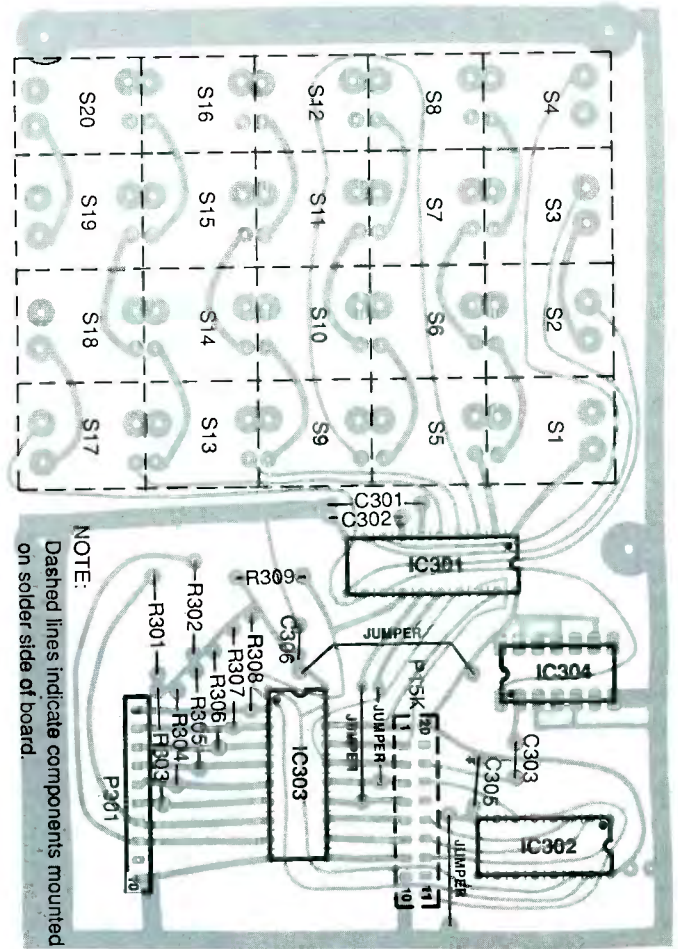 S20
S16
S12
S8
S4
S19
S15
S11
S7
S3
S18
S14
S10
S6
S2
S17
S13
S9
S5
S1
C301
C302
IC301
R309
C306
JUMPER
IC304
R301
R302
R308
R307
R306
R305
R304
R303
IC303
JUMPER
JUMPER
1
20
C303
C305
IC302
JUMPER
10
11
P301
10
NOTE:
Dashed lines indicate components mounted
on solder side of board.